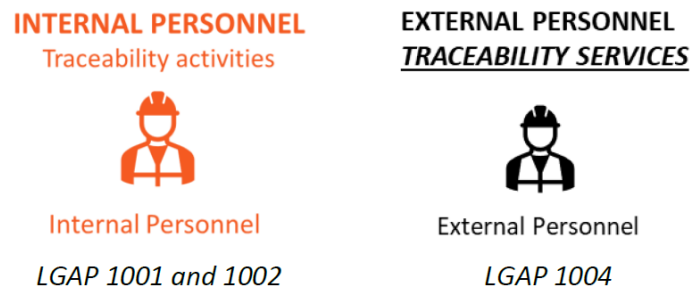 INTERNAL PERSONNEL
Traceability activities
Internal Personnel
LGAP 1001 and 1002
EXTERNAL PERSONNEL
TRACEABILITY SERVICES
External Personnel
LGAP 1004